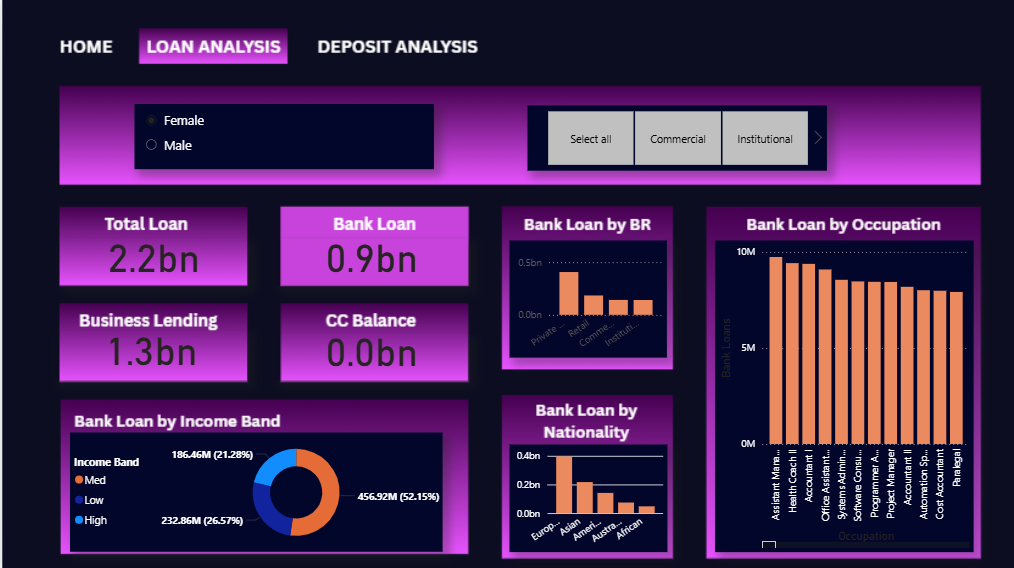 HOME LOAN ANALYSIS DEPOSIT ANALYSIS
Female
Male
Select all Commercial Institutional
Total Loan
2.2bn
Bank Loan
0.9bn
Business Lending
1.3bn
CC Balance
0.0bn
Bank Loan by BR
0.5bn
0.0bn
Private ...
Retail
Comme...
Instituti...
Bank Loan by Occupation
Bank Loans
10M
5M
0M
Assistant Mana...
Health Coach II
Accountant I
Office Assistant...
Systems Admin...
Software Consu...
Programmer A...
Project Manager
Accountant II
Automation Sp...
Cost Accountant
Paralegal
Occupation
Bank Loan by Income Band
Income Band
Med
Low
High
186.46M (21.28%)
456.92M (52.15%)
232.86M (26.57%)
Bank Loan by
Nationality
0.4bn
0.2bn
0.0bn
Europ...
Asian
Ameri...
Austra...
African